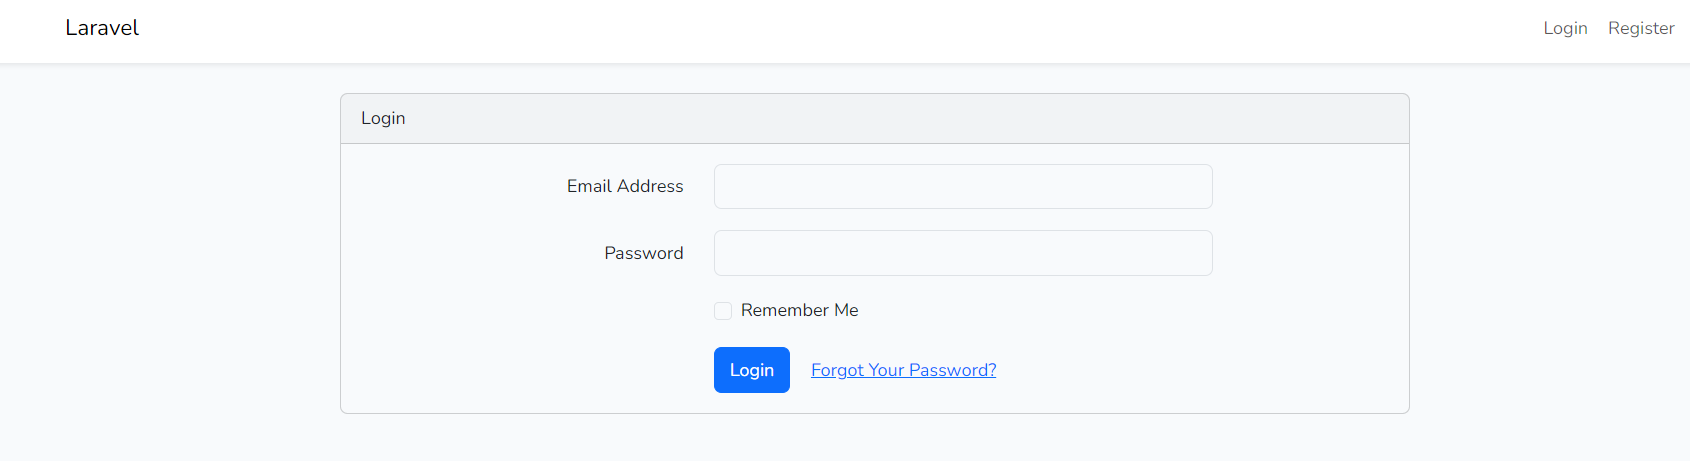 Laravel
Login Register
Login
Email Address
Password
Remember Me
Login Forgot Your Password?